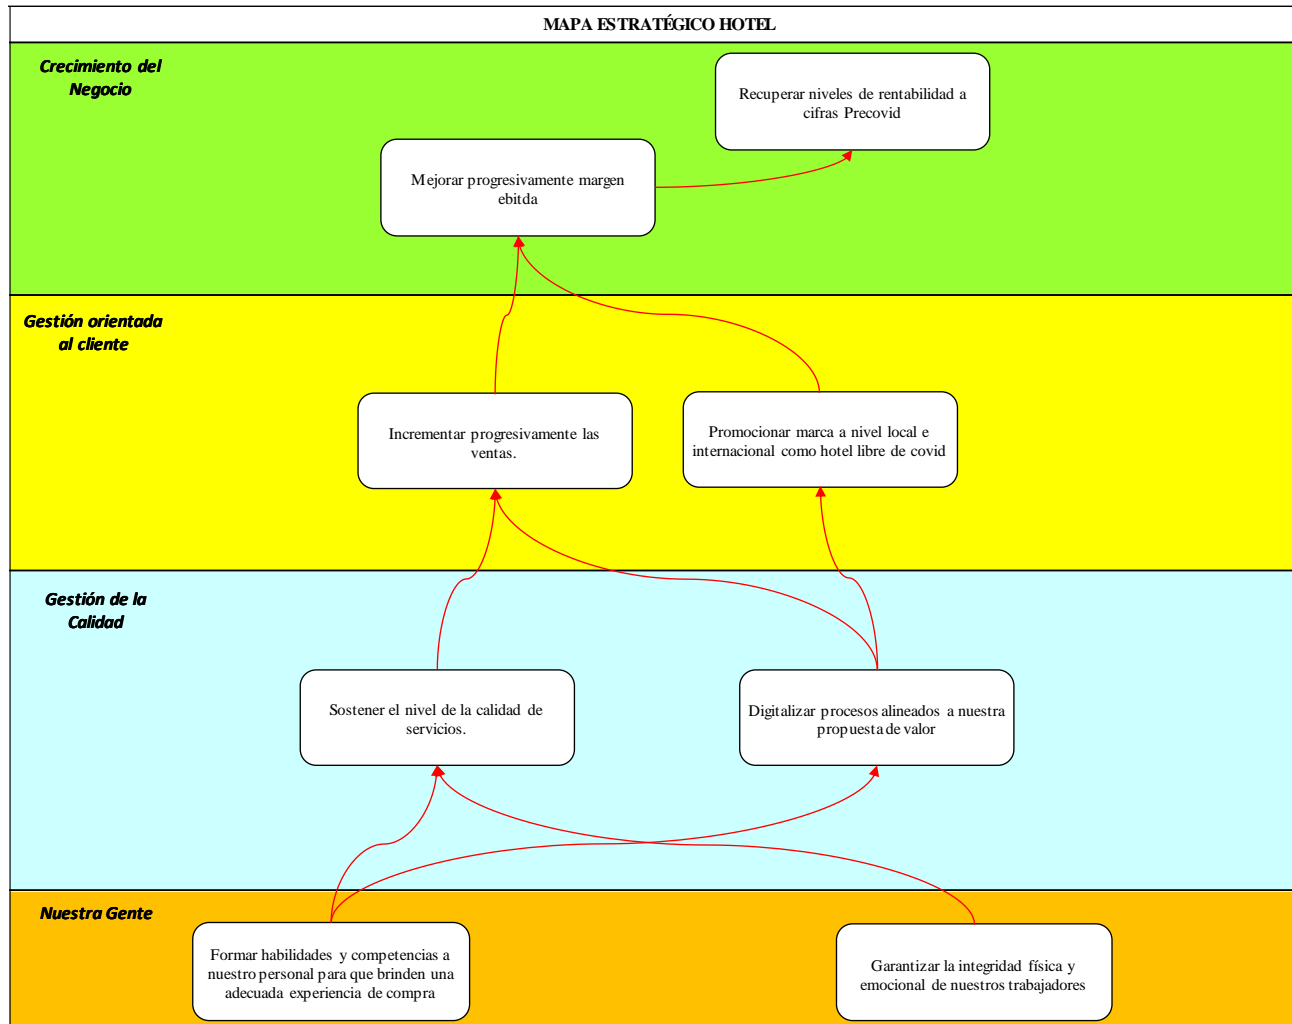 MAPA ESTRATÉGICO HOTEL
Crecimiento del
Negocio
Recuperar niveles de rentabilidad a
cifras Precovid
Mejorar progresivamente margen
ebitda
Gestión orientada
al cliente
Incrementar progresivamente las
ventas.
Promocionar marca a nivel local e
internacional como hotel libre de covid
Gestión de la
Calidad
Sostener el nivel de la calidad de
servicios.
Digitalizar procesos alineados a nuestra
propuesta de valor
Nuestra Gente
Formar habilidades y competencias a
nuestro personal para que brinden una
adecuada experiencia de compra
Garantizar la integridad física y
emocional de nuestros trabajadores